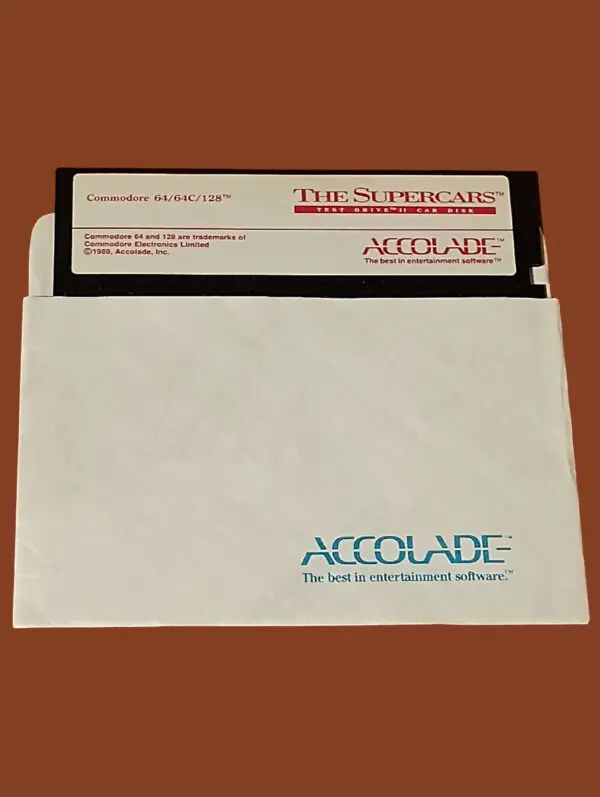 Commodore 64/64C/128™
THE SUPERCARS™
TEST DRIVE™ II CAR DISK
Commodore 64 and 128 are trademarks of
Commodore Electronics Limited
©1989, Accolade, Inc.
ACCOLADE™
The best in entertainment software™
ACCOLADE™
The best in entertainment software.™